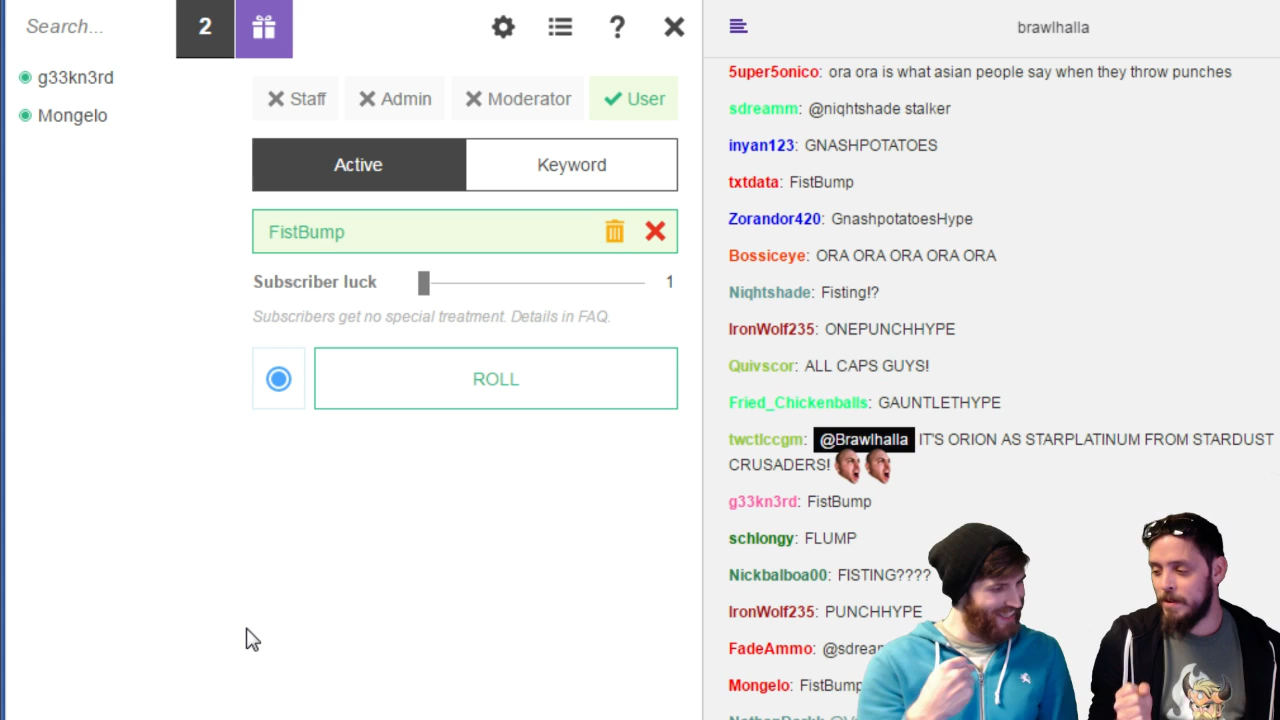 Search...
2
g33kn3rd
Mongelo
Staff
Admin
Moderator
User
Active
Keyword
FistBump
Subscriber luck
1
Subscribers get no special treatment. Details in FAQ.
ROLL
brawlhalla
5uper5onico: ora ora is what asian people say when they throw punches
sdreamm: @niqhtshade stalker
inyan123: GNASHPOTATOES
txtdata: FistBump
Zorandor420: GnashpotatoesHype
Bossiceye: ORA ORA ORA ORA ORA
Niqhtshade: Fisting!?
IronWolf235: ONEPUNCHHYPE
Quivscor: ALL CAPS GUYS!
Fried_Chickenballs: GAUNTLETHYPE
twctlccgm: @Brawlhalla IT'S ORION AS STARPLATINUM FROM STARDUST
CRUSADERS!
g33kn3rd: FistBump
schlongy: FLUMP
Nickbalboa00: FISTING????
IronWolf235: PUNCHHYPE
FadeAmmo:
Mongelo: FistBump